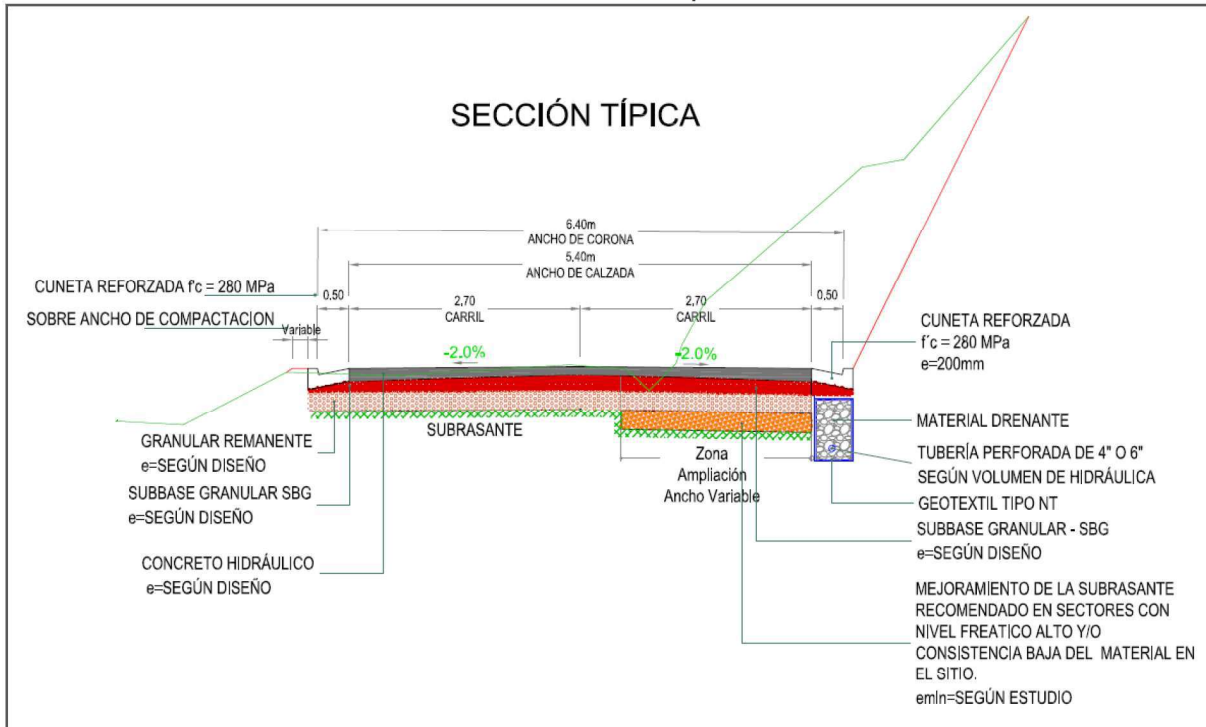 SECCIÓN TÍPICA
6.40m
ANCHO DE CORONA
5.40m
ANCHO DE CALZADA
CUNETA REFORZADA f'c = 280 MPa
0,50
2,70
CARRIL
2,70
CARRIL
0,50
SOBRE ANCHO DE COMPACTACION
Variable
-2.0%
-2.0%
CUNETA REFORZADA
f´c = 280 MPa
e=200mm
GRANULAR REMANENTE
e=SEGÚN DISEÑO
SUBRASANTE
SUBBASE GRANULAR SBG
e=SEGÚN DISEÑO
CONCRETO HIDRÁULICO
e=SEGÚN DISEÑO
Zona
Ampliación
Ancho Variable
MATERIAL DRENANTE
TUBERÍA PERFORADA DE 4" O 6"
SEGÚN VOLUMEN DE HIDRÁULICA
GEOTEXTIL TIPO NT
SUBBASE GRANULAR - SBG
e=SEGÚN DISEÑO
MEJORAMIENTO DE LA SUBRASANTE
RECOMENDADO EN SECTORES CON
NIVEL FREATICO ALTO Y/O
CONSISTENCIA BAJA DEL MATERIAL EN
EL SITIO.
emin=SEGÚN ESTUDIO